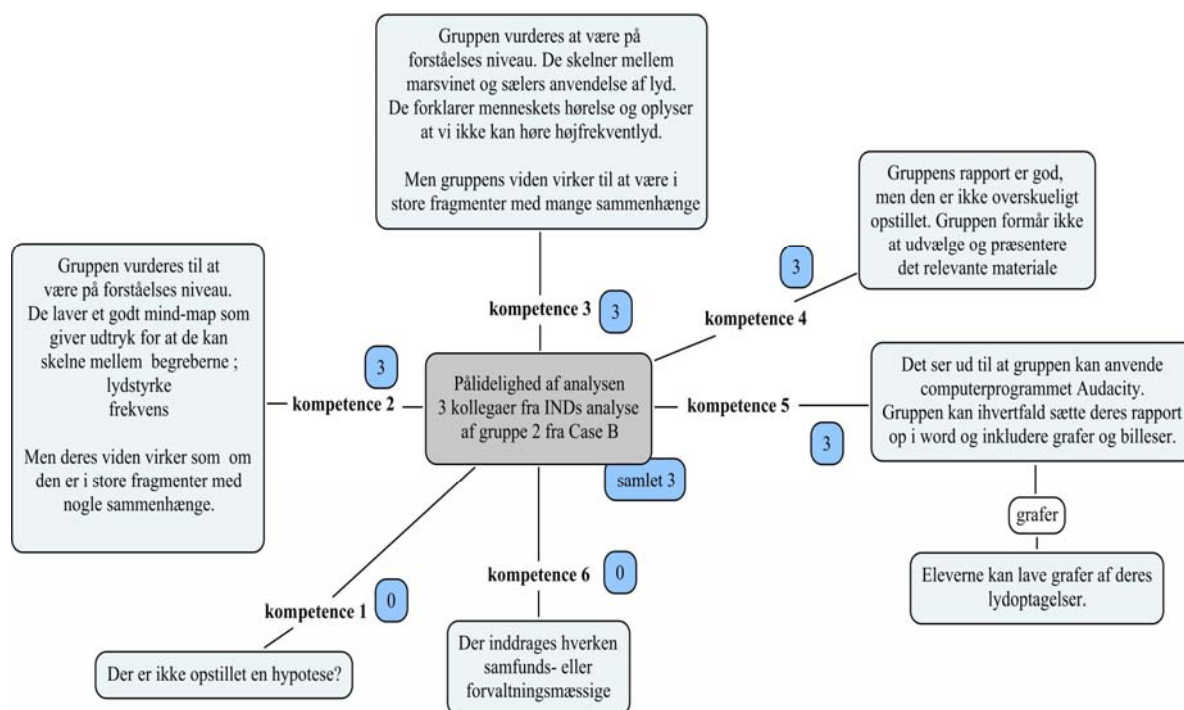 Gruppen vurderes at være på
forståelses niveau. De skelner mellem
marsvinet og sælers anvendelse af lyd.
De forklarer menneskets hørelse og oplyser
at vi ikke kan høre højfrekventlyd.
Men gruppens viden virker til at være i
store fragmenter med mange sammenhænge
kompetence 3
3
Gruppens rapport er god,
men den er ikke overskueligt
opstillet. Gruppen formår ikke
at udvælge og præsentere
det relevante materiale
3
kompetence 4
Gruppen vurderes til at
være på forståelses niveau.
De laver et godt mind-map som
giver udtryk for at de kan
skelne mellem begreberne ;
lydstyrke
frekvens
Men deres viden virker som om
den er i store fragmenter med
nogle sammenhænge.
3
kompetence 2
Pålidelighed af analysen
3 kollegaer fra INDs analyse
af gruppe 2 fra Case B
samlet 3
kompetence 5
3
Det ser ud til at gruppen kan anvende
computerprogrammet Audacity.
Gruppen kan ihvertfald sætte deres rapport
op i word og inkludere grafer og billeser.
grafer
Eleverne kan lave grafer af deres
lydoptagelser.
kompetence 1
0
Der er ikke opstillet en hypotese?
kompetence 6
0
Der inddrages hverken
samfunds- eller
forvaltningsmæssige